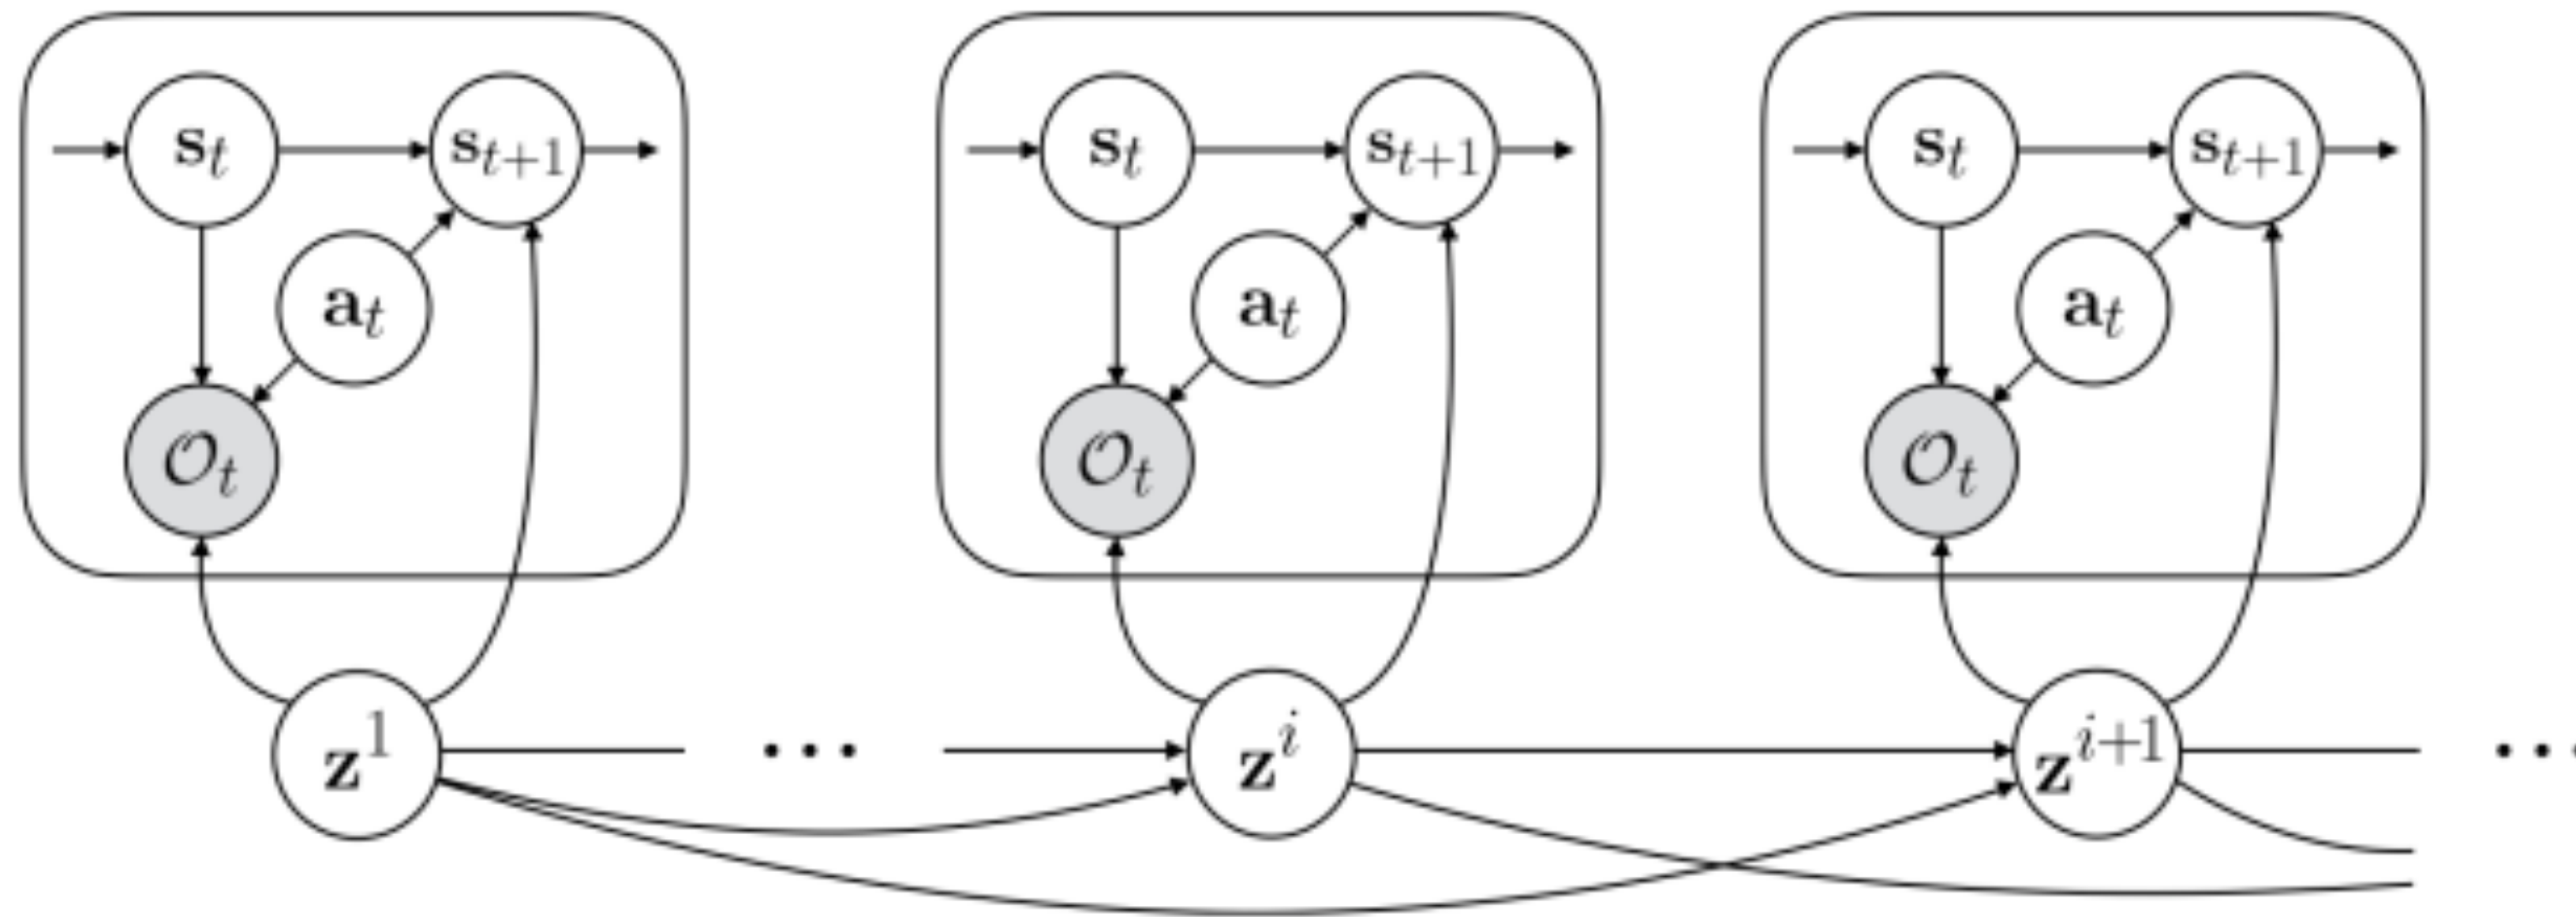 s_t s_{t+1} s_t s_{t+1} s_t s_{t+1}
a_t a_t a_t
𝒪_t 𝒪_t 𝒪_t
z^1 ... z^i z^{i+1} ...